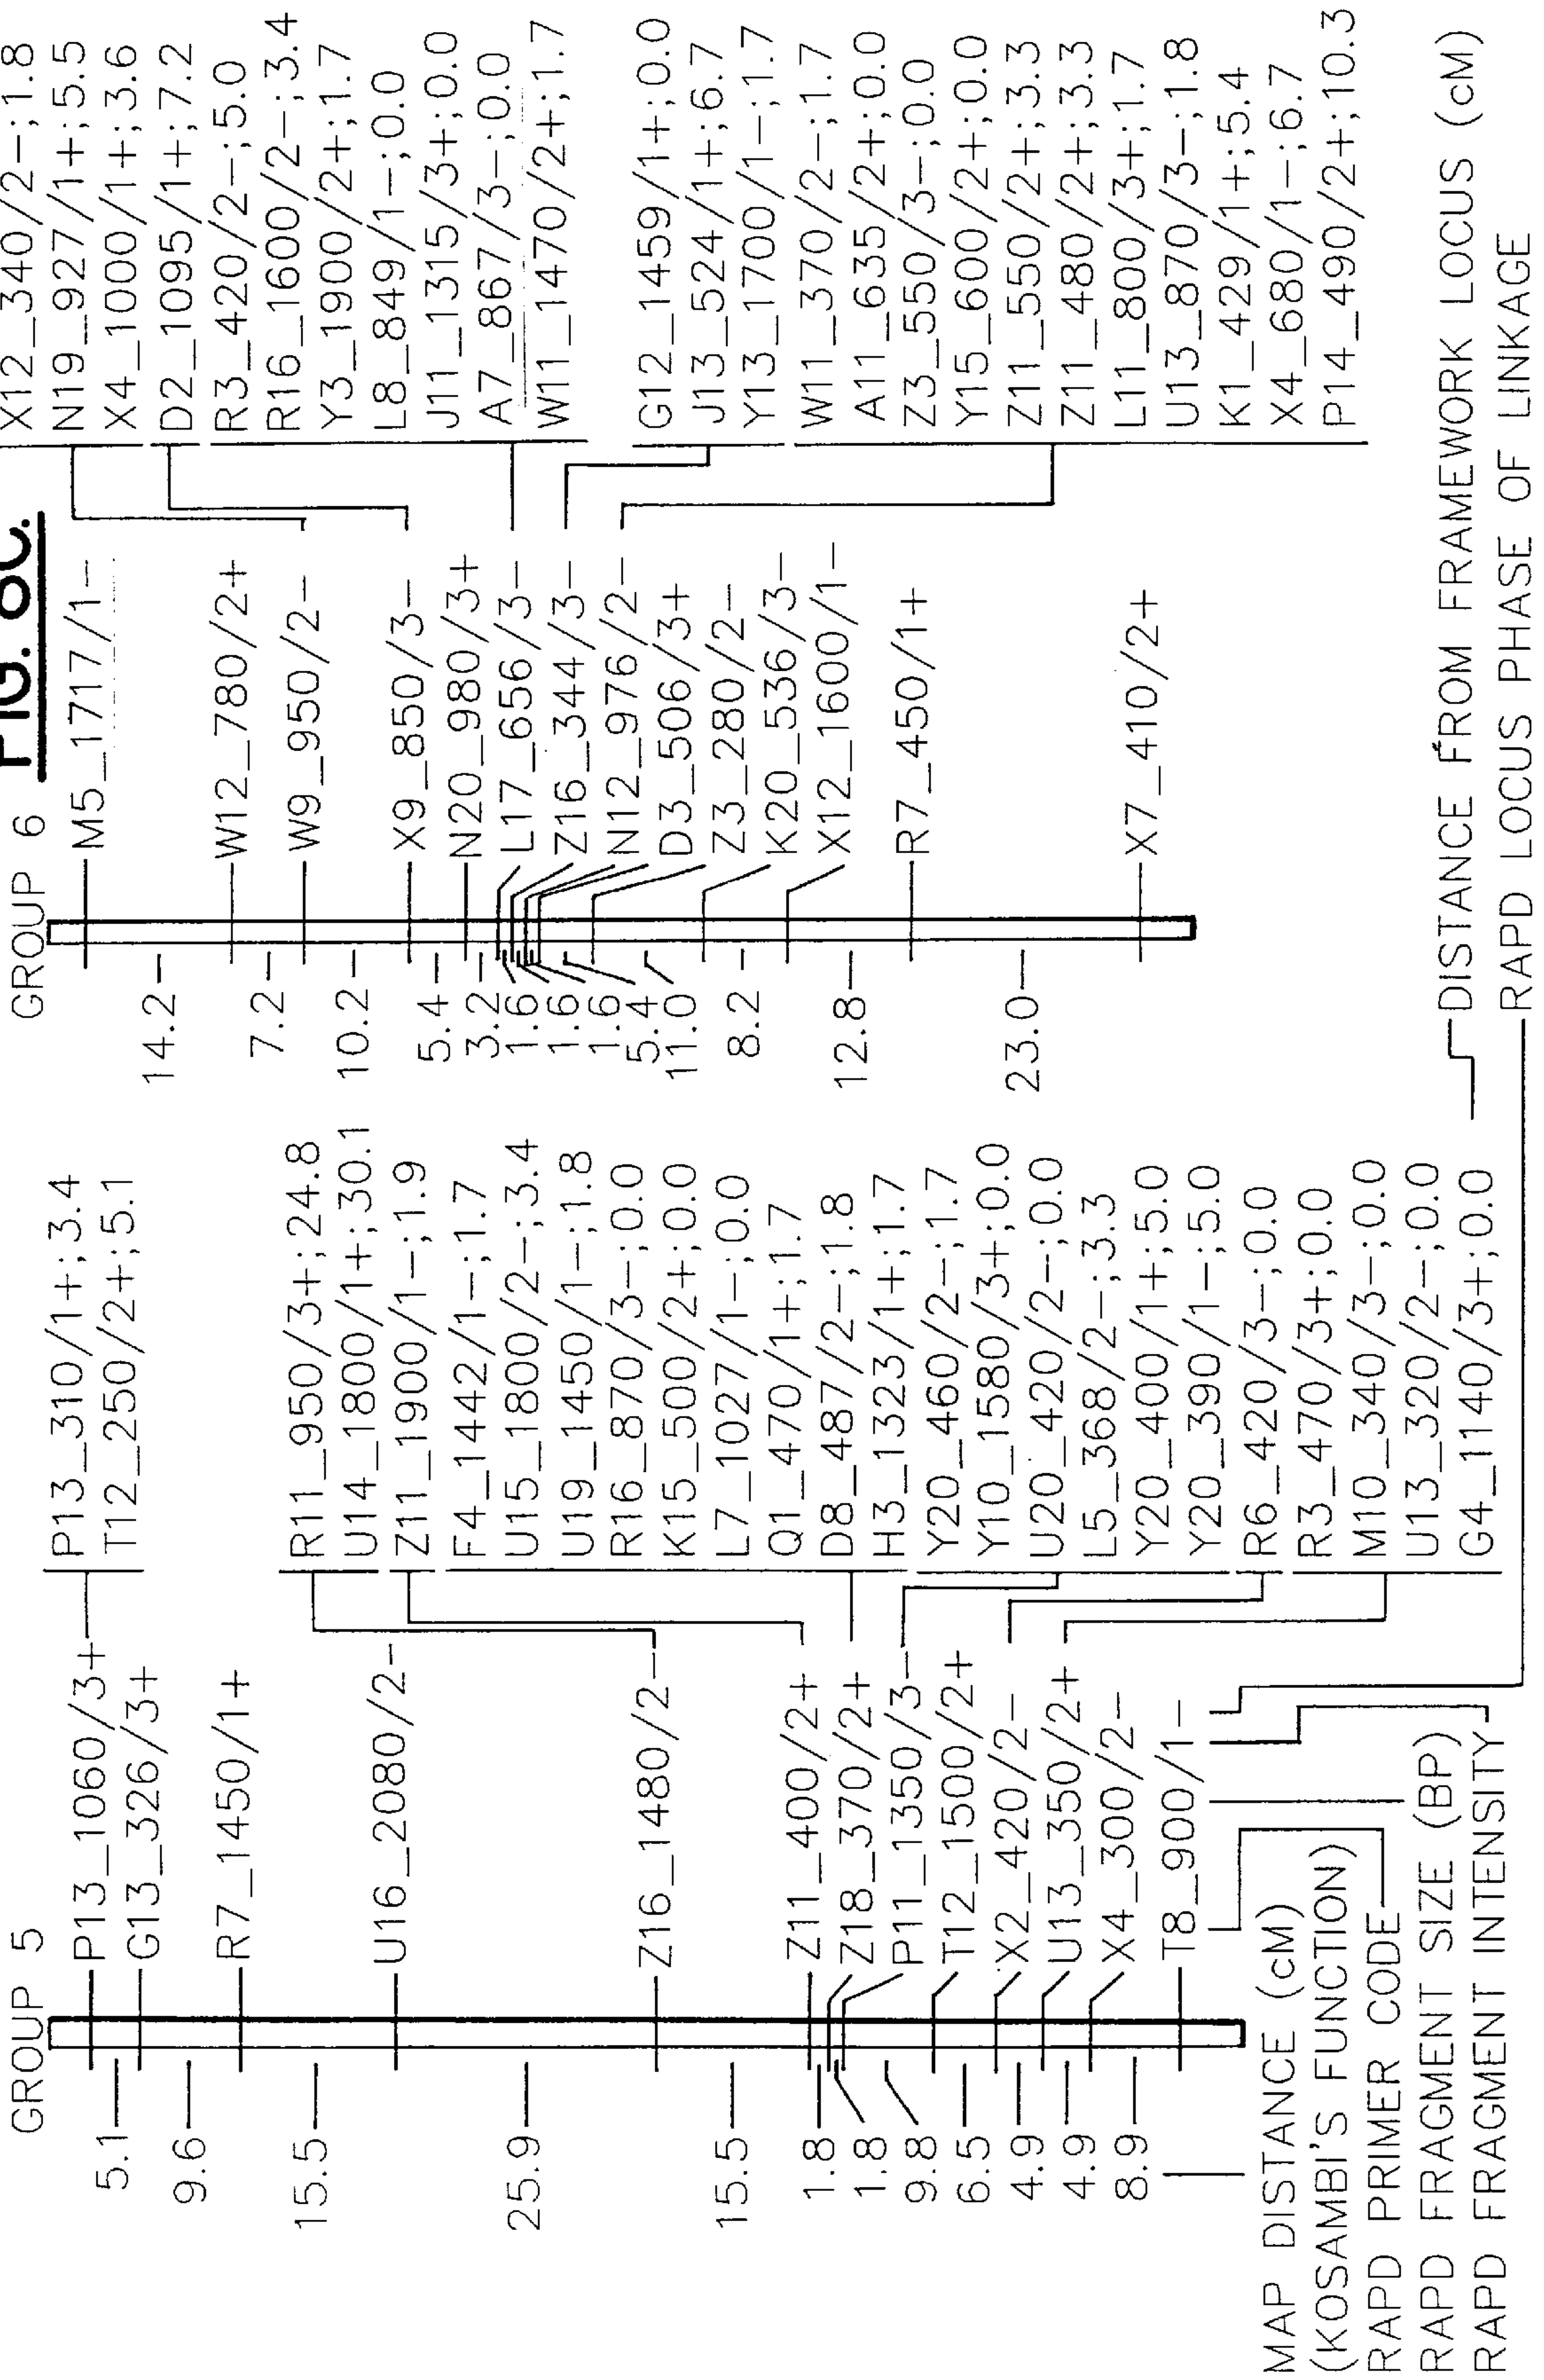 FIG. 8C.
GROUP 5
5.1
9.6
15.5
25.9
15.5
1.8
1.8
9.8
6.5
4.9
4.9
8.9
P13_1060/3+
G13_326/3+
R7_1450/1+
U16_2080/2-
Z16_1480/2-
Z11_400/2+
Z18_370/2+
P11_1350/3-
T12_1500/2+
X2_420/2-
U13_350/2+
X4_300/2-
T8_900/1-
P13_310/1+;3.4
T12_250/2+;5.1
R11_950/3+;24.8
U14_1800/1+;30.1
Z11_1900/1-;1.9
F4_1442/1-;1.7
U15_1800/2-;3.4
U19_1450/1-;1.8
R16_870/3-;0.0
K15_500/2+;0.0
L7_1027/1-;0.0
Q1_470/1+;1.7
D8_487/2-;1.8
H3_1323/1+;1.7
Y20_460/2-;1.7
Y10_1580/3+;0.0
U20_420/2-;0.0
L5_368/2-;3.3
Y20_400/1+;5.0
Y20_390/1-;5.0
R6_420/3-;0.0
R3_470/3+;0.0
M10_340/3-;0.0
U13_320/2-;0.0
G4_1140/3+;0.0
GROUP 6
14.2
7.2
10.2
5.4
3.2
1.6
1.6
1.6
5.4
11.0
8.2
12.8
23.0
M5_1717/1-
W12_780/2+
W9_950/2-
X9_850/3-
N20_980/3+
L17_656/3-
Z16_344/3-
N12_976/2-
D3_506/3+
Z3_280/2-
K20_536/3-
X12_1600/1-
R7_450/1+
X7_410/2+
X12_340/2-;1.8
N19_927/1+;5.5
X4_1000/1+;3.6
D2_1095/1+;7.2
R3_420/2-;5.0
R16_1600/2-;3.4
Y3_1900/2+;1.7
L8_849/1-;0.0
J11_1315/3+;0.0
A7_867/3-;0.0
W11_1470/2+;1.7
G12_1459/1+;0.0
J13_524/1+;6.7
Y13_1700/1-;1.7
W11_370/2-;1.7
A11_635/2+;0.0
Z3_550/3-;0.0
Y15_600/2+;0.0
Z11_550/2+;3.3
Z11_480/2+;3.3
L11_800/3+;1.7
U13_870/3-;1.8
K1_429/1+;5.4
X4_680/1-;6.7
P14_490/2+;10.3
MAP DISTANCE (cM)
(KOSAMBI'S FUNCTION)
RAPD PRIMER CODE
RAPD FRAGMENT SIZE (BP)
RAPD FRAGMENT INTENSITY
DISTANCE FROM FRAMEWORK LOCUS (cM)
RAPD LOCUS PHASE OF LINKAGE